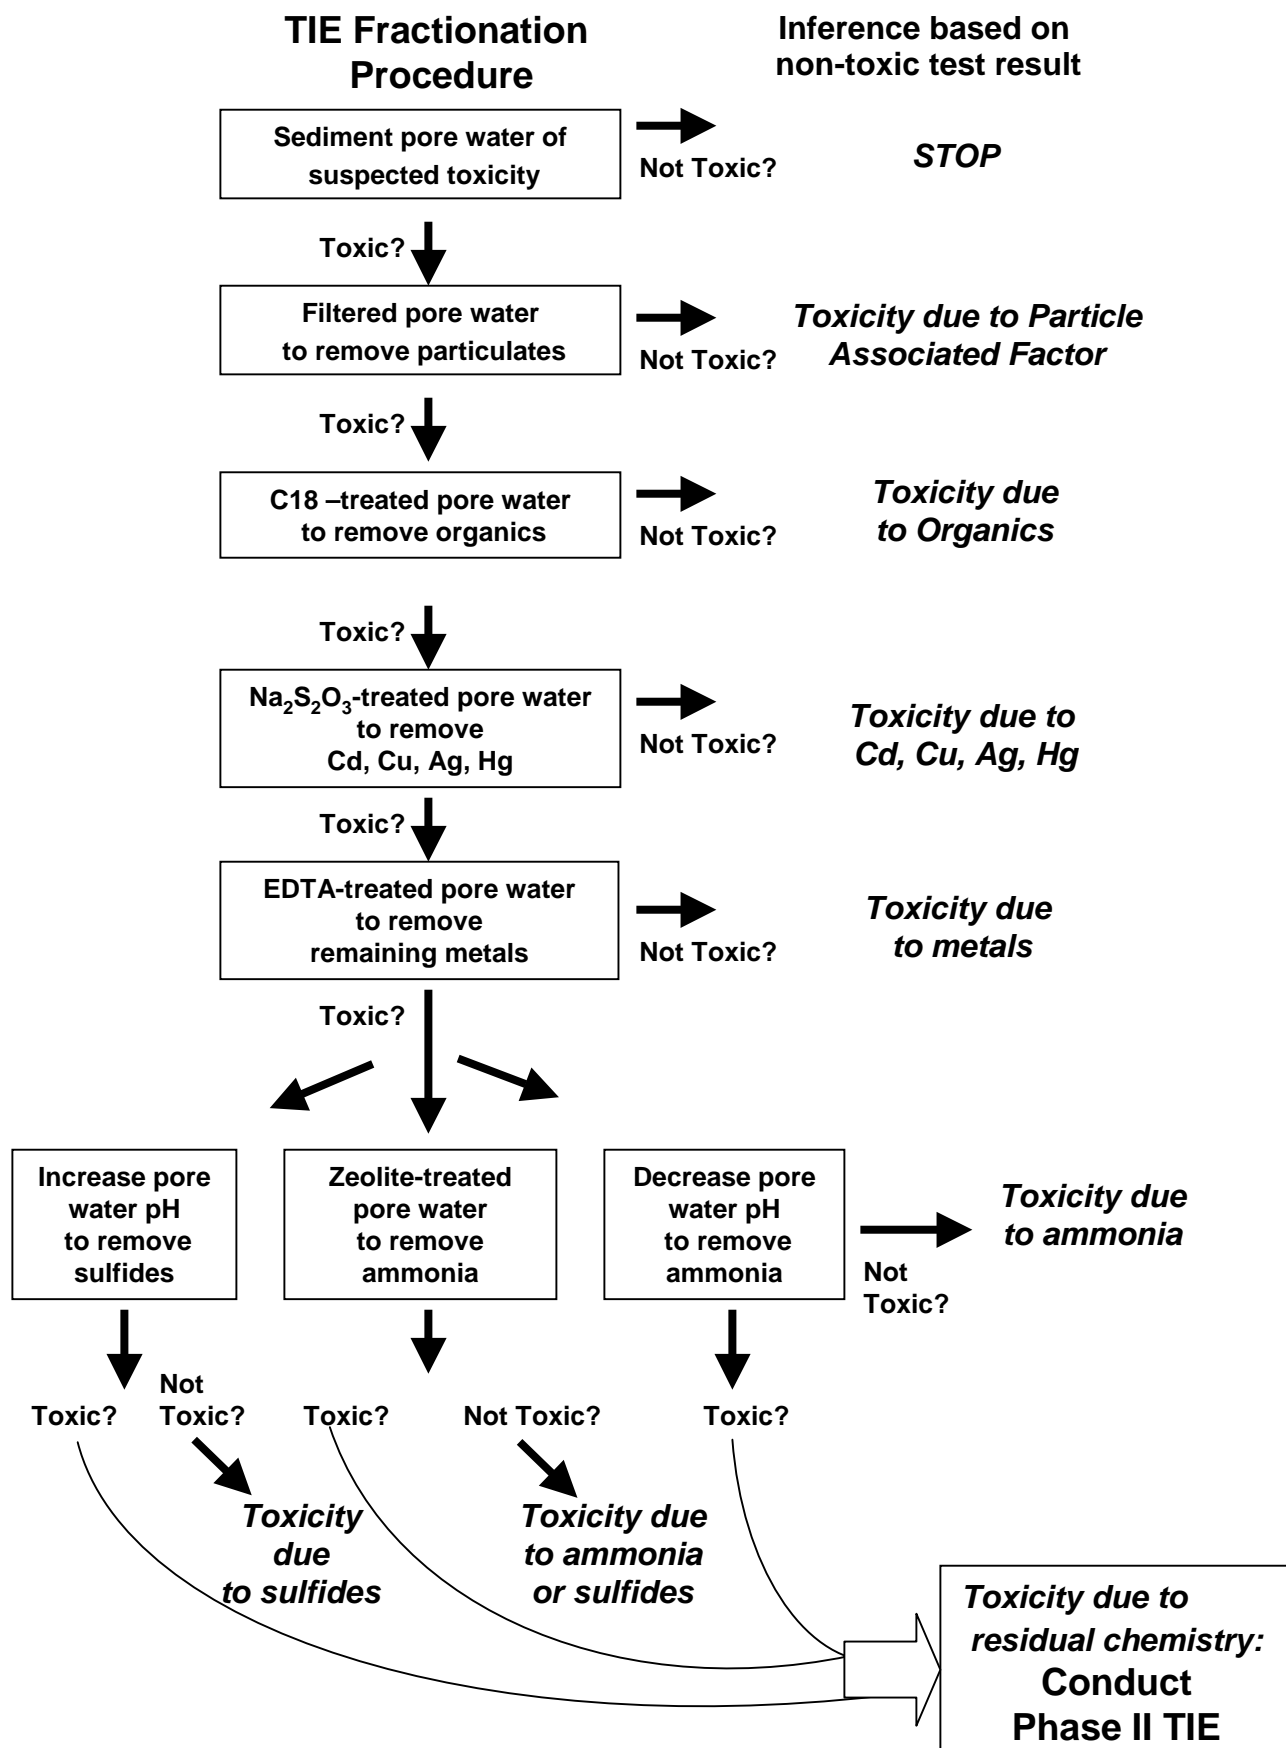 TIE Fractionation
Procedure
Inference based on
non-toxic test result
Sediment pore water of
suspected toxicity
Not Toxic?
STOP
Toxic?
Filtered pore water
to remove particulates
Not Toxic?
Toxicity due to Particle
Associated Factor
Toxic?
C18 –treated pore water
to remove organics
Not Toxic?
Toxicity due
to Organics
Toxic?
Na₂S₂O₃-treated pore water
to remove
Cd, Cu, Ag, Hg
Not Toxic?
Toxicity due to
Cd, Cu, Ag, Hg
Toxic?
EDTA-treated pore water
to remove
remaining metals
Not Toxic?
Toxicity due
to metals
Toxic?
Increase pore
water pH
to remove
sulfides
Zeolite-treated
pore water
to remove
ammonia
Decrease pore
water pH
to remove
ammonia
Not
Toxic?
Toxicity due
to ammonia
Toxic?
Not
Toxic?
Toxic?
Not Toxic?
Toxic?
Toxicity
due
to sulfides
Toxicity due
to ammonia
or sulfides
Toxicity due to
residual chemistry:
Conduct
Phase II TIE